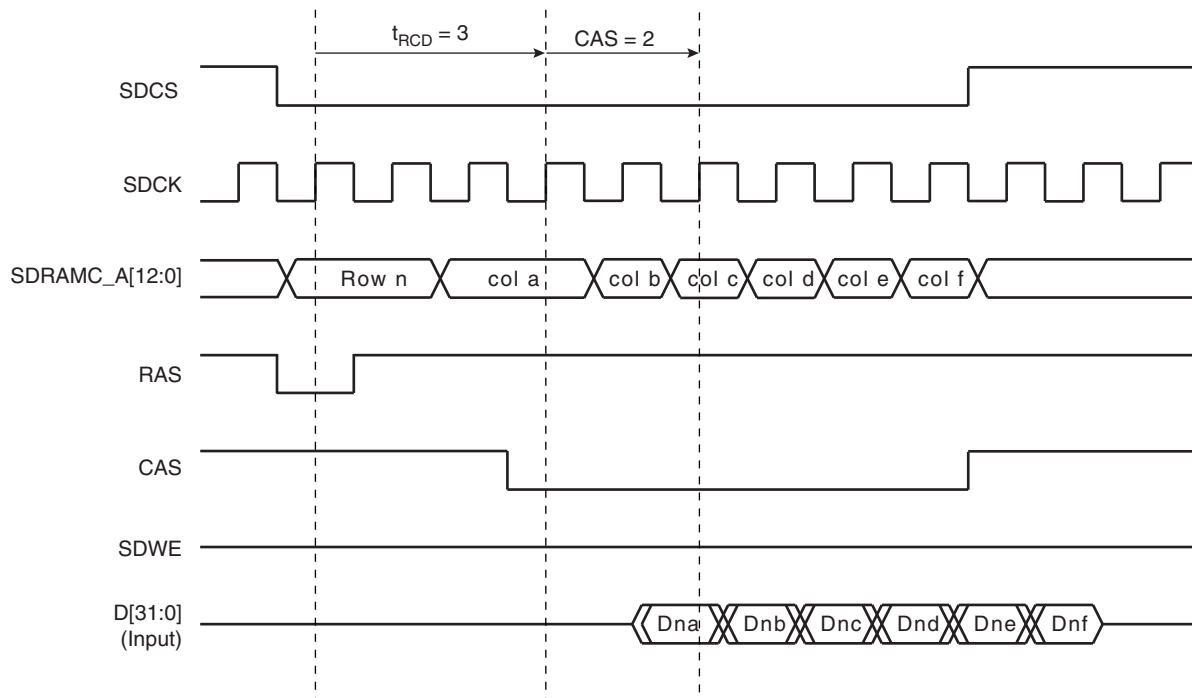 t_RCD = 3 CAS = 2
SDCS
SDCK
SDRAMC_A[12:0] Row n col a col b col c col d col e col f
RAS
CAS
SDWE
D[31:0]
(Input) Dna Dnb Dnc Dnd Dne Dnf